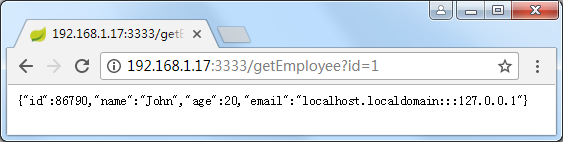 192.168.1.17:3333/getE
192.168.1.17:3333/getEmployee?id=1
{"id":86790,"name":"John","age":20,"email":"localhost.localdomain:::127.0.0.1"}